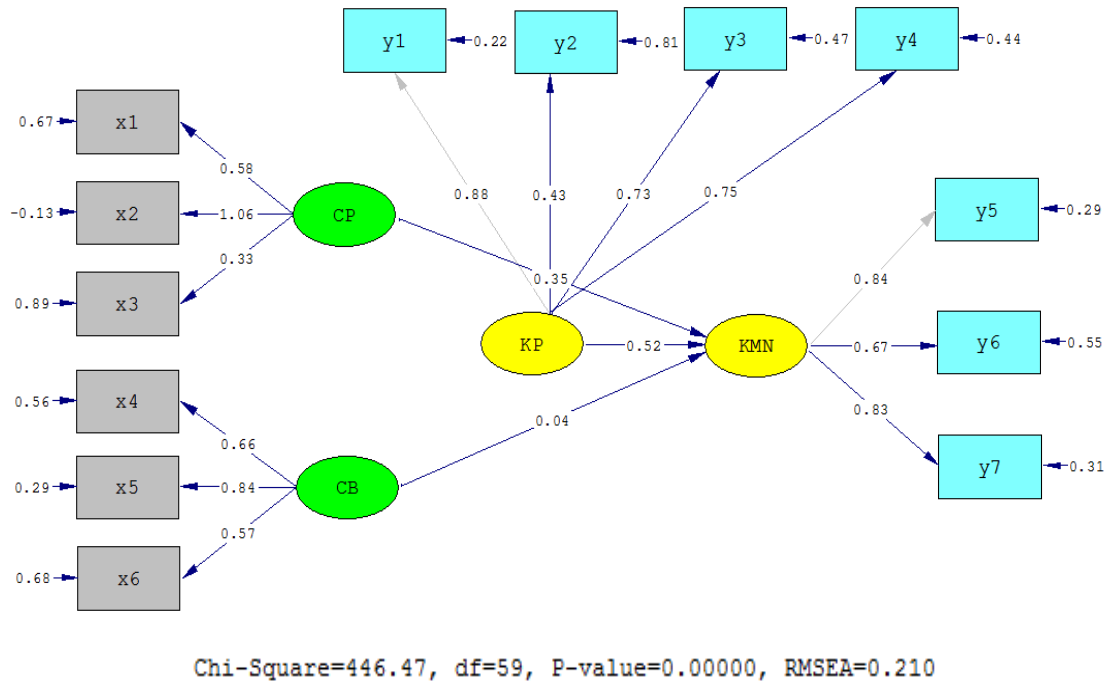 y1
0.22
y2
0.81
y3
0.47
y4
0.44
0.67
x1
0.58
-0.13
x2
1.06
CP
0.33
0.89
x3
0.88
0.43
0.73
0.75
y5
0.29
0.35
0.84
KP
0.52
KMN
0.67
y6
0.55
0.83
0.56
x4
0.66
0.04
0.29
x5
0.84
CB
0.57
0.68
x6
y7
0.31
Chi-Square=446.47, df=59, P-value=0.00000, RMSEA=0.210